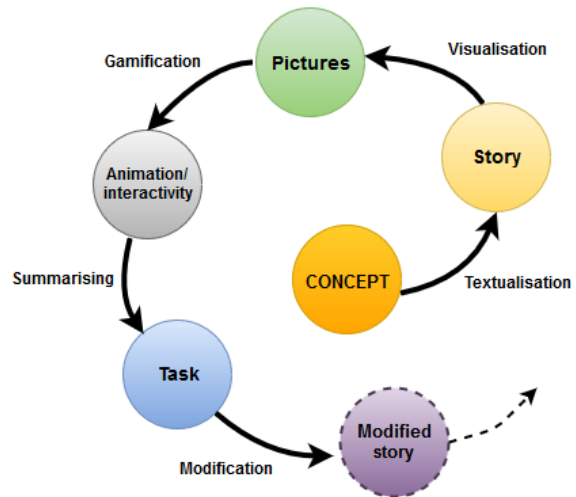 CONCEPT
Textualisation
Story
Visualisation
Pictures
Gamification
Animation/
interactivity
Summarising
Task
Modification
Modified
story